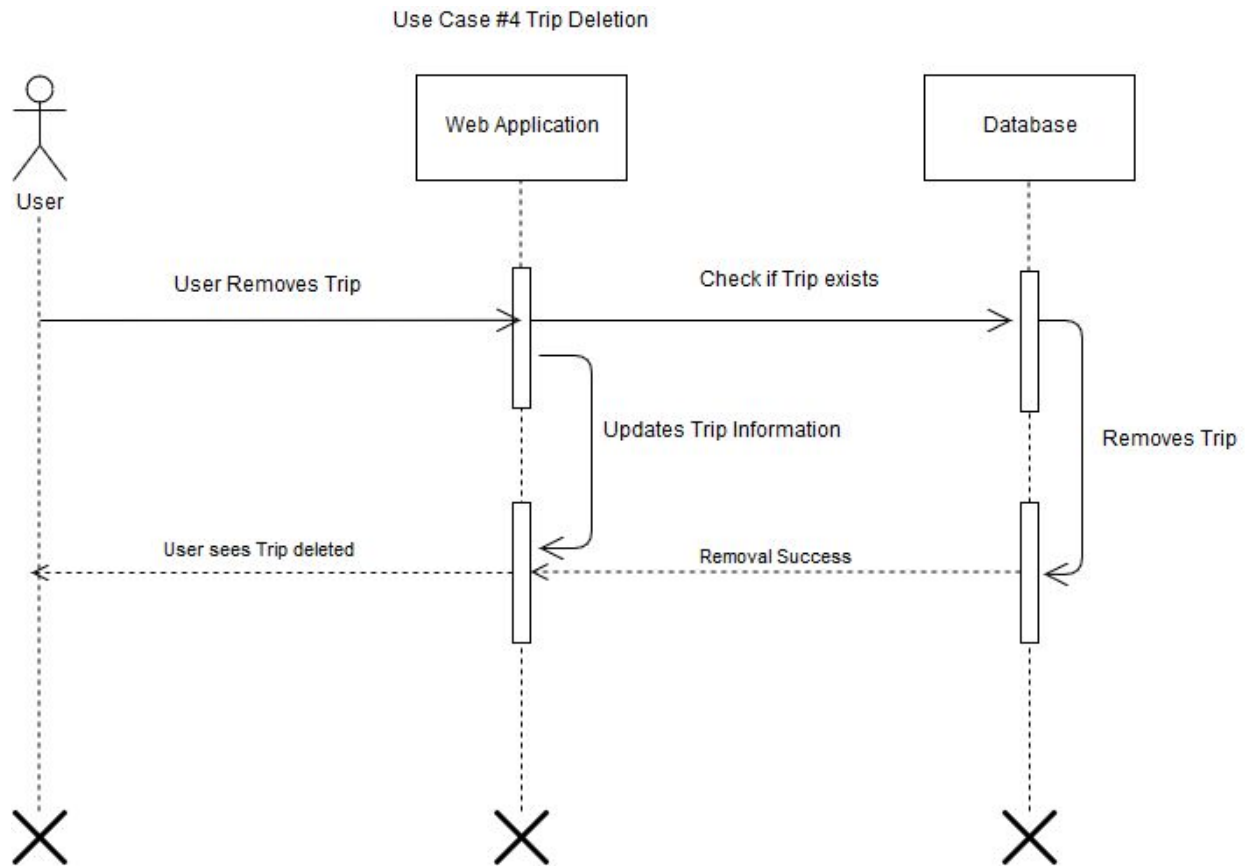 Use Case #4 Trip Deletion
Web Application
Database
User
User Removes Trip
Check if Trip exists
Updates Trip Information
Removes Trip
User sees Trip deleted
Removal Success